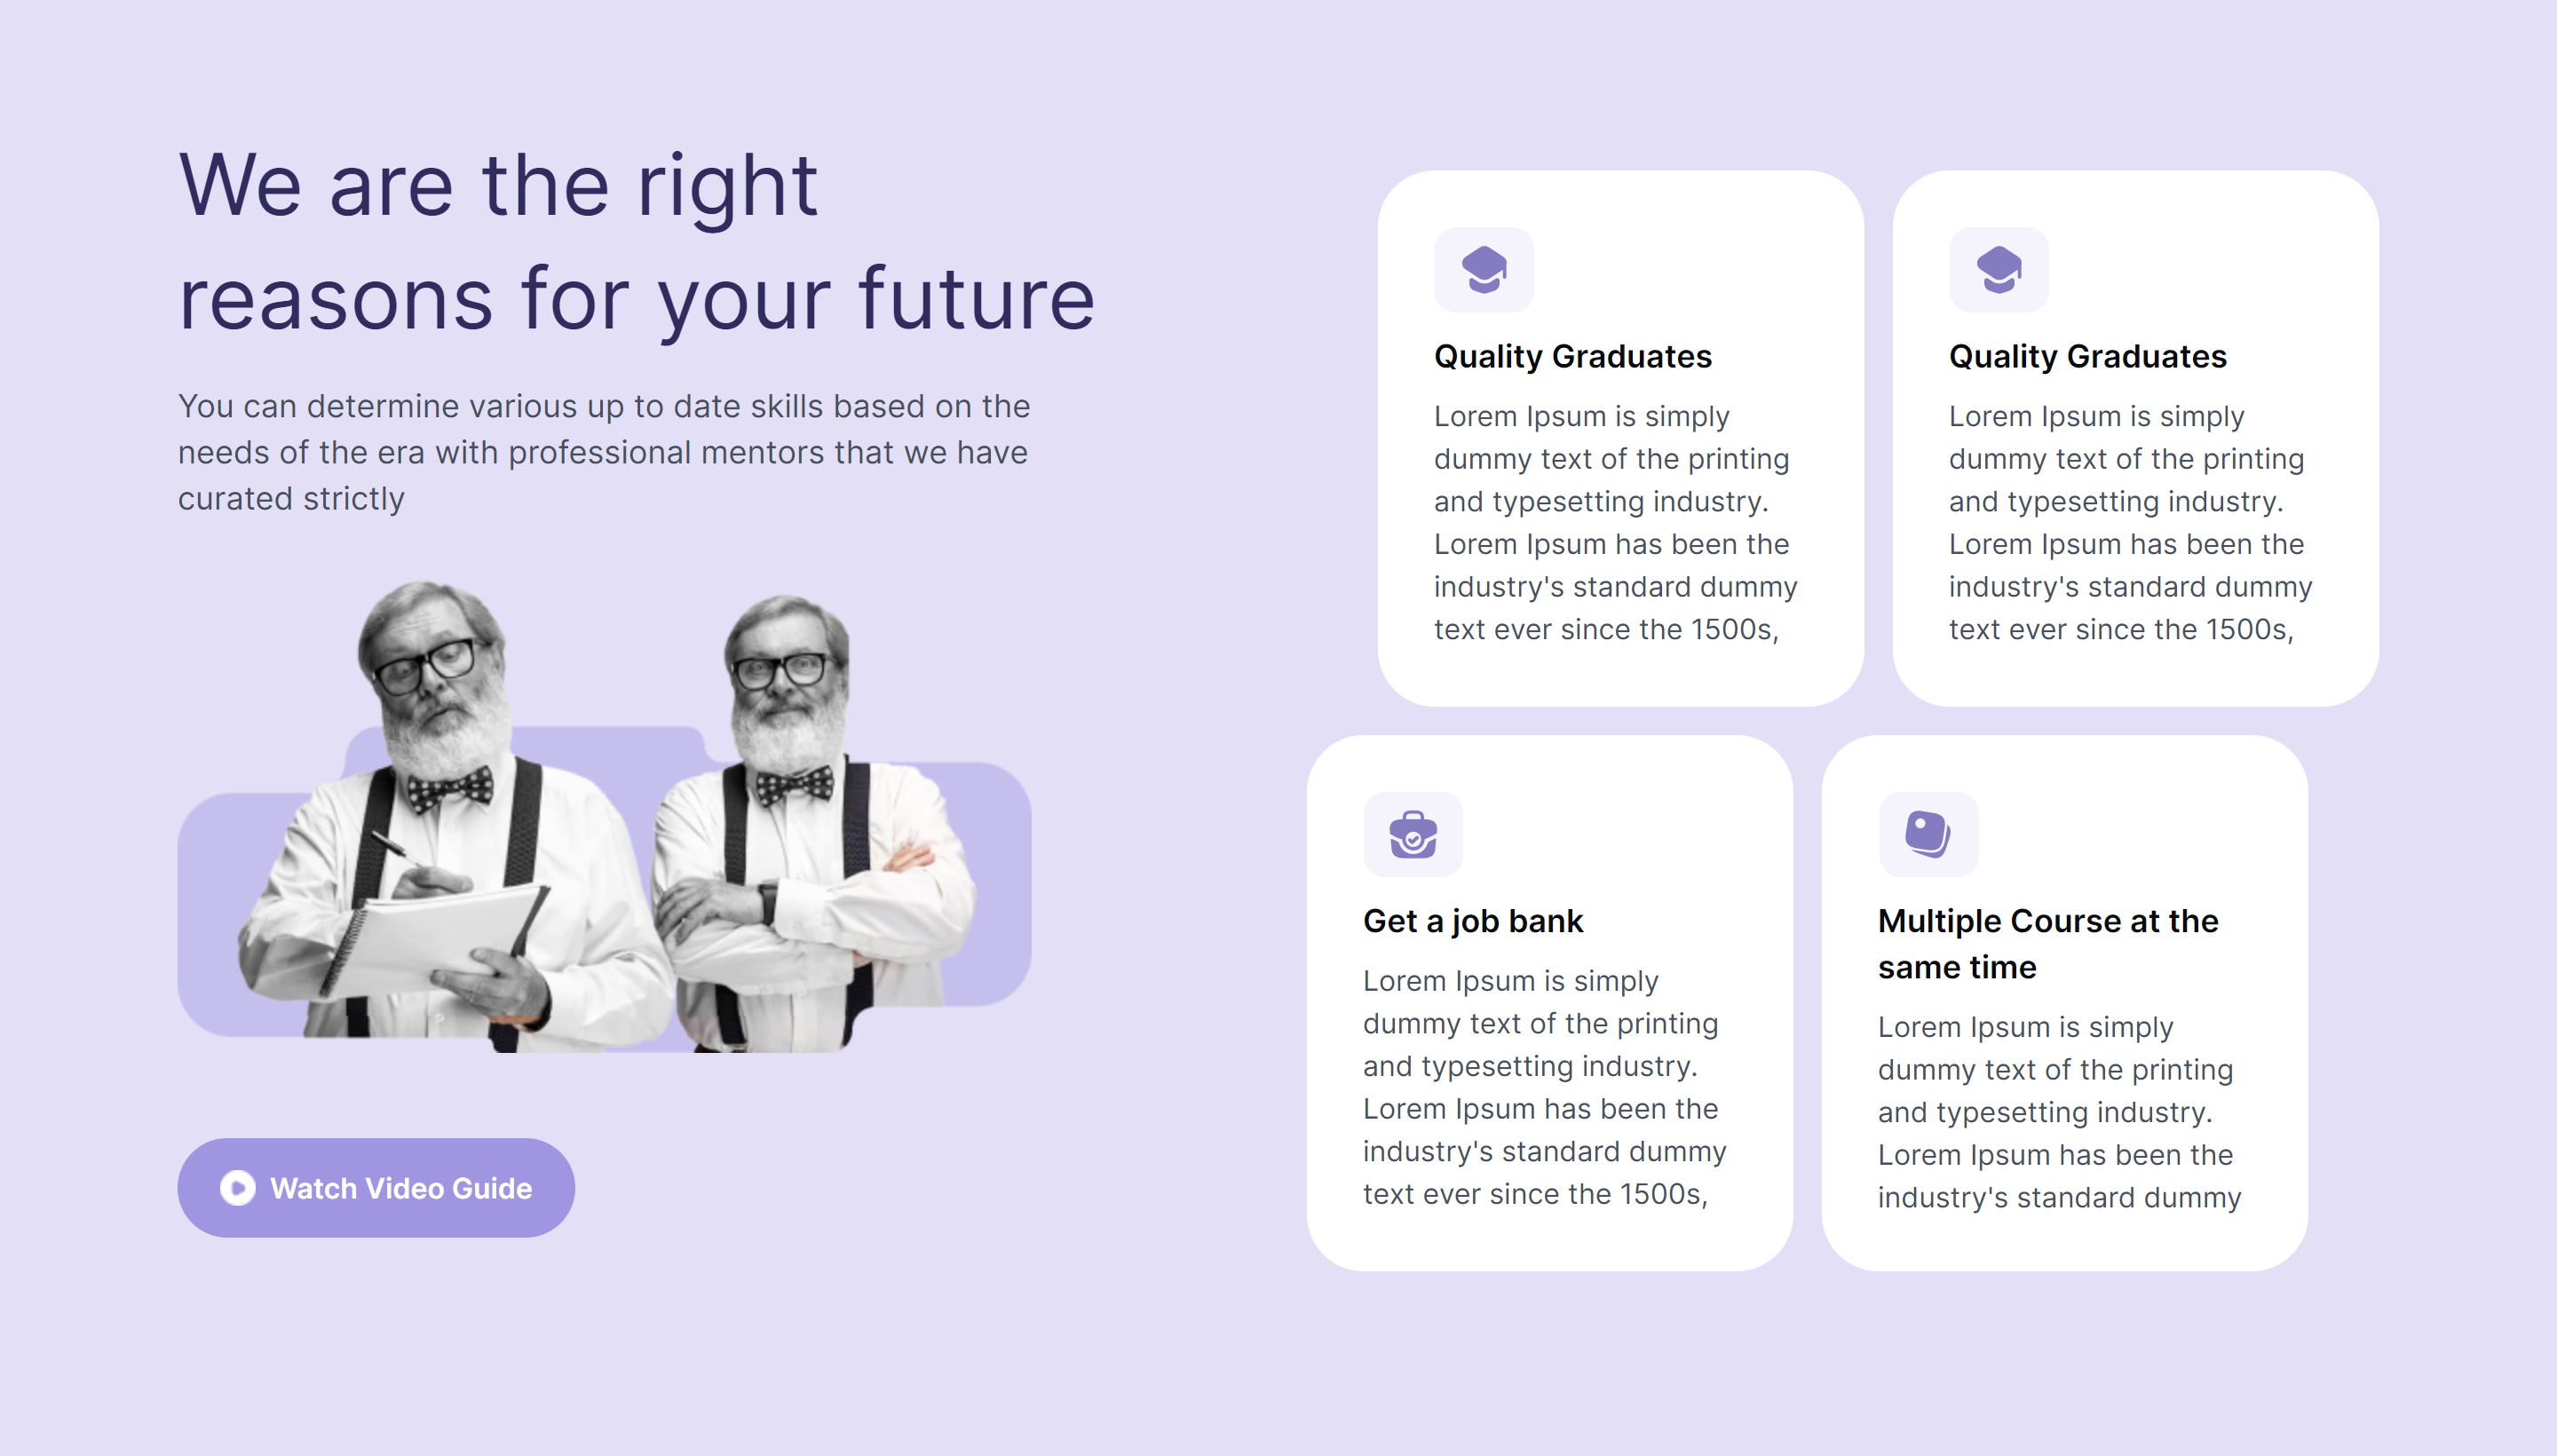 We are the right
reasons for your future
You can determine various up to date skills based on the
needs of the era with professional mentors that we have
curated strictly
Watch Video Guide
Quality Graduates
Lorem Ipsum is simply
dummy text of the printing
and typesetting industry.
Lorem Ipsum has been the
industry's standard dummy
text ever since the 1500s,
Quality Graduates
Lorem Ipsum is simply
dummy text of the printing
and typesetting industry.
Lorem Ipsum has been the
industry's standard dummy
text ever since the 1500s,
Get a job bank
Lorem Ipsum is simply
dummy text of the printing
and typesetting industry.
Lorem Ipsum has been the
industry's standard dummy
text ever since the 1500s,
Multiple Course at the
same time
Lorem Ipsum is simply
dummy text of the printing
and typesetting industry.
Lorem Ipsum has been the
industry's standard dummy